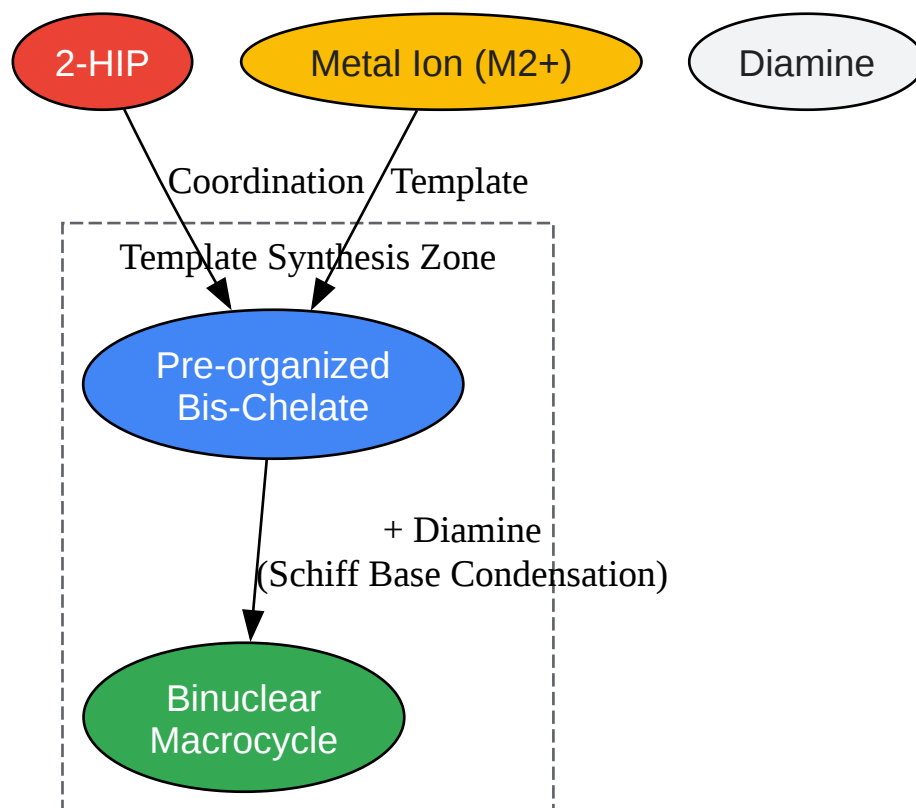 2-HIP
Metal Ion (M2+)
Diamine
Coordination
Template
Template Synthesis Zone
Pre-organized
Bis-Chelate
+ Diamine
(Schiff Base Condensation)
Binuclear
Macrocycle